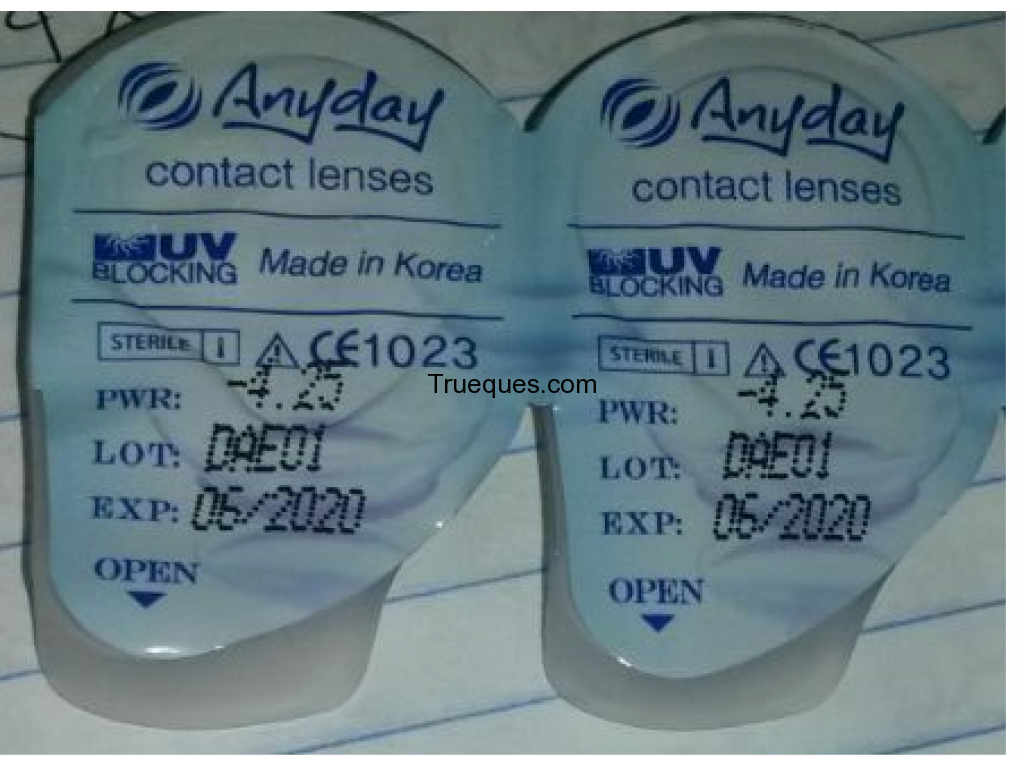 Anyday
contact lenses
UV
BLOCKING
Made in Korea
STERILE i
! CE1023
PWR: -4.25
LOT: DAE01
EXP: 06/2020
OPEN
Anyday
contact lenses
UV
BLOCKING
Made in Korea
STERILE i
! CE1023
PWR: -4.25
LOT: DAE01
EXP: 06/2020
OPEN
Trueques.com